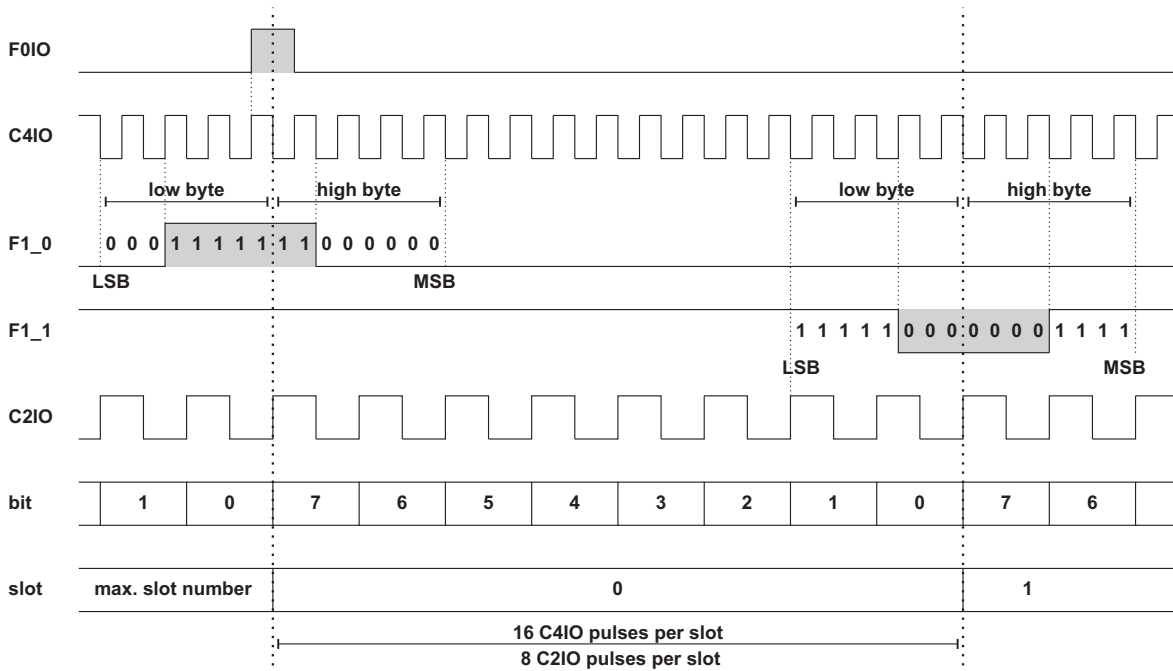 F0IO
C4IO
low byte high byte low byte high byte
F1_0 0 0 0 1 1 1 1 1 1 1 0 0 0 0 0 0
LSB MSB
F1_1 1 1 1 1 1 0 0 0 0 0 0 0 1 1 1 1
LSB MSB
C2IO
bit 1 0 7 6 5 4 3 2 1 0 7 6
slot max. slot number 0 1
16 C4IO pulses per slot
8 C2IO pulses per slot